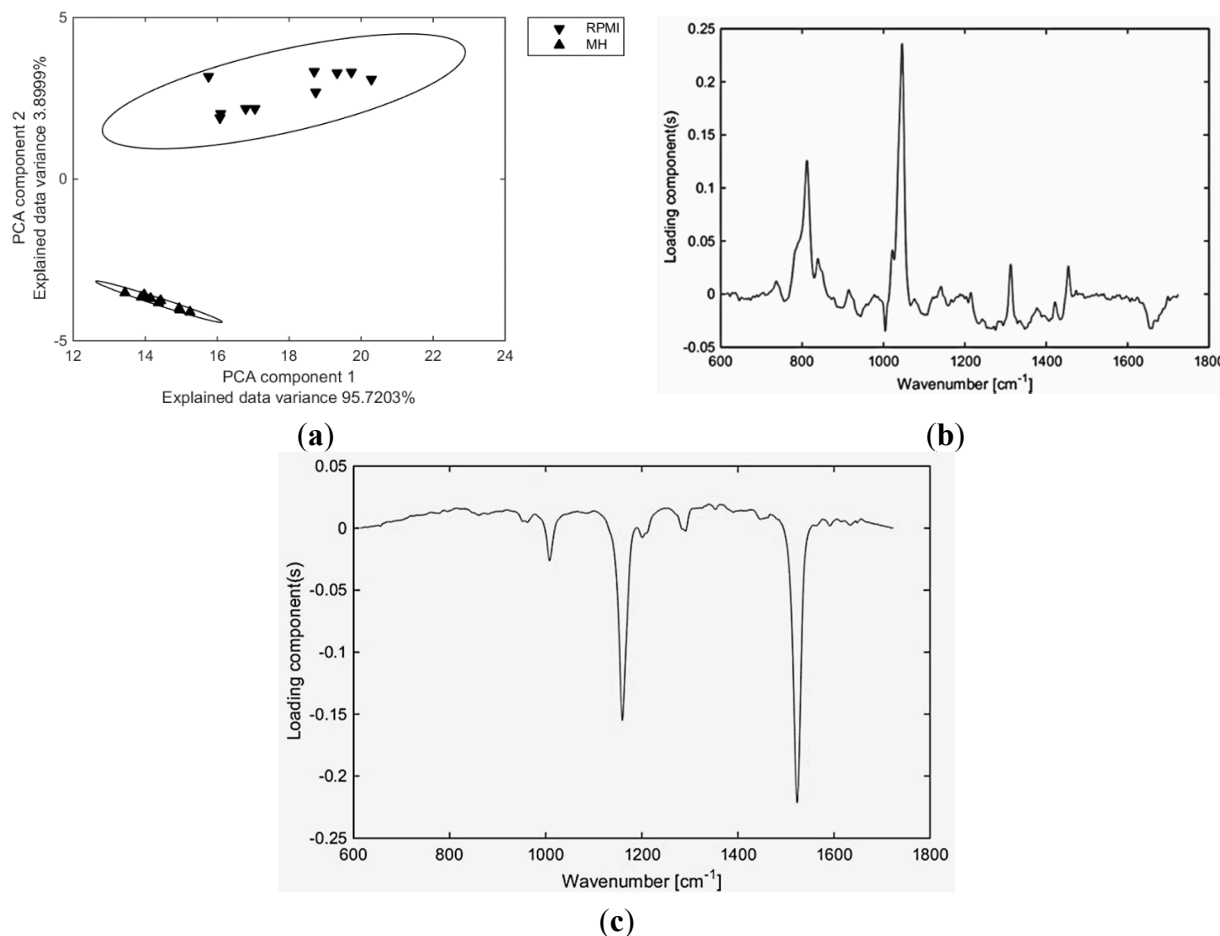 RPMI
MH
5
0
-5
PCA component 2
Explained data variance 3.8999%
12
14
16
18
20
22
24
PCA component 1
Explained data variance 95.7203%
(a)
0.25
0.2
0.15
0.1
0.05
0
-0.05
Loading component(s)
600
800
1000
1200
1400
1600
1800
Wavenumber [cm-1]
(b)
0.05
0
-0.05
-0.1
-0.15
-0.2
-0.25
Loading component(s)
600
800
1000
1200
1400
1600
1800
Wavenumber [cm-1]
(c)